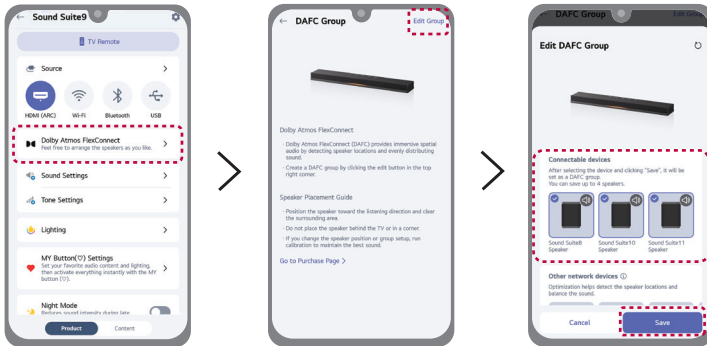 Sound Suite9
TV Remote
Source
HDMI (ARC)
Wi-Fi
Bluetooth
USB
Dolby Atmos FlexConnect
Feel free to arrange the speakers as you like.
Sound Settings
Tone Settings
Lighting
MY Button(♡) Settings
Set your favorite audio content and lighting,
then activate everything instantly with the MY
button (♡).
Night Mode
Reduces sound intensity during late
Product
Content
DAFC Group
Edit Group
Dolby Atmos FlexConnect
· Dolby Atmos FlexConnect (DAFC) provides immersive spatial
audio by detecting speaker locations and evenly distributing
sound.
· Create a DAFC group by clicking the edit button in the top
right corner.
Speaker Placement Guide
· Position the speaker toward the listening direction and clear
the surrounding area.
· Do not place the speaker behind the TV or in a corner.
· If you change the speaker position or group setup, run
calibration to maintain the best sound.
Go to Purchase Page >
DAFC Group
Edit Group
Edit DAFC Group
Connectable devices
After selecting the device and clicking "Save", it will be
set as a DAFC group.
You can save up to 4 speakers.
Sound Suite8
Speaker
Sound Suite10
Speaker
Sound Suite11
Speaker
Other network devices ⓘ
Optimization helps detect the speaker locations and
balance the sound.
Cancel
Save